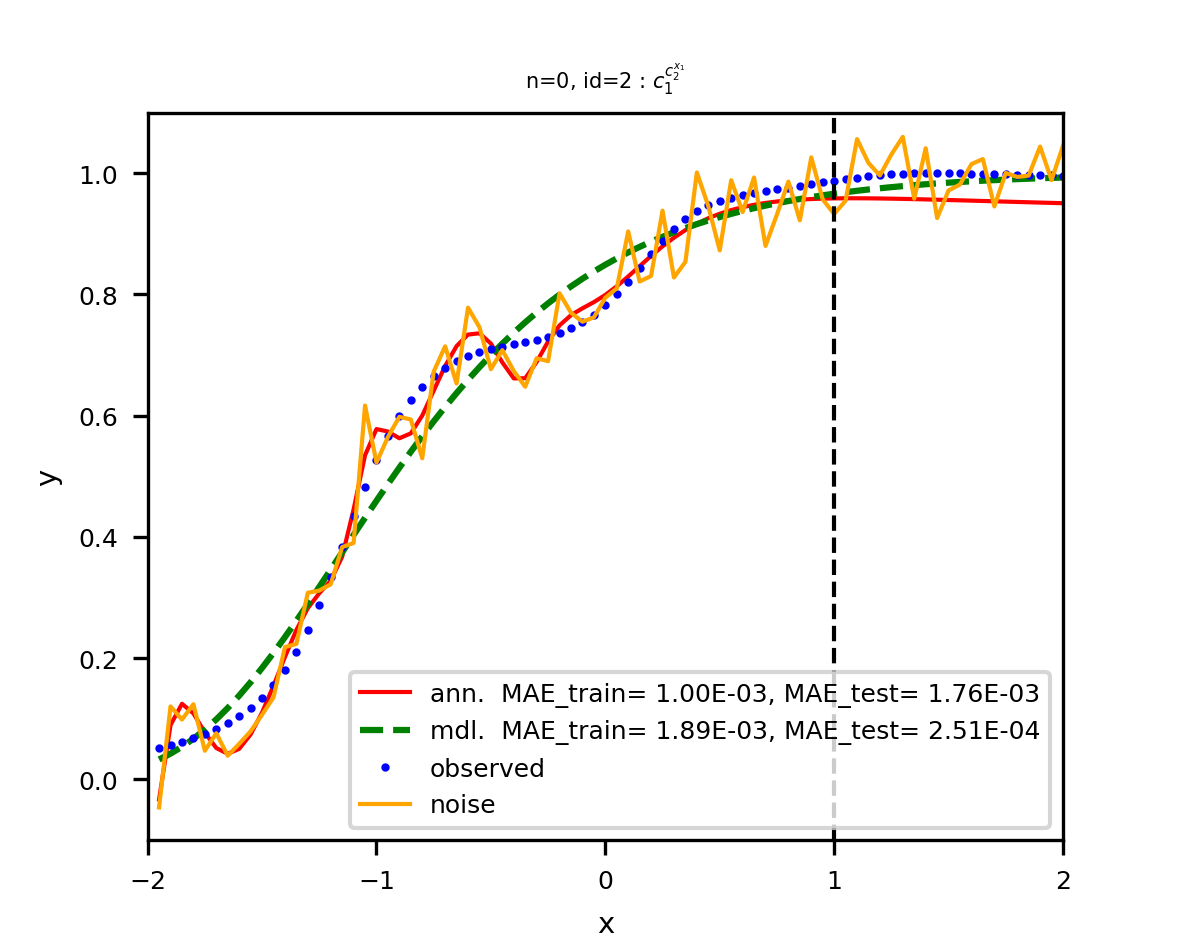 n=0, id=2 : $c_1^{c_2^{x_1}}$
1.0
0.8
0.6
0.4
0.2
0.0
y
ann.  MAE_train= 1.00E-03, MAE_test= 1.76E-03
mdl.  MAE_train= 1.89E-03, MAE_test= 2.51E-04
observed
noise
−2 −1 0 1 2
x